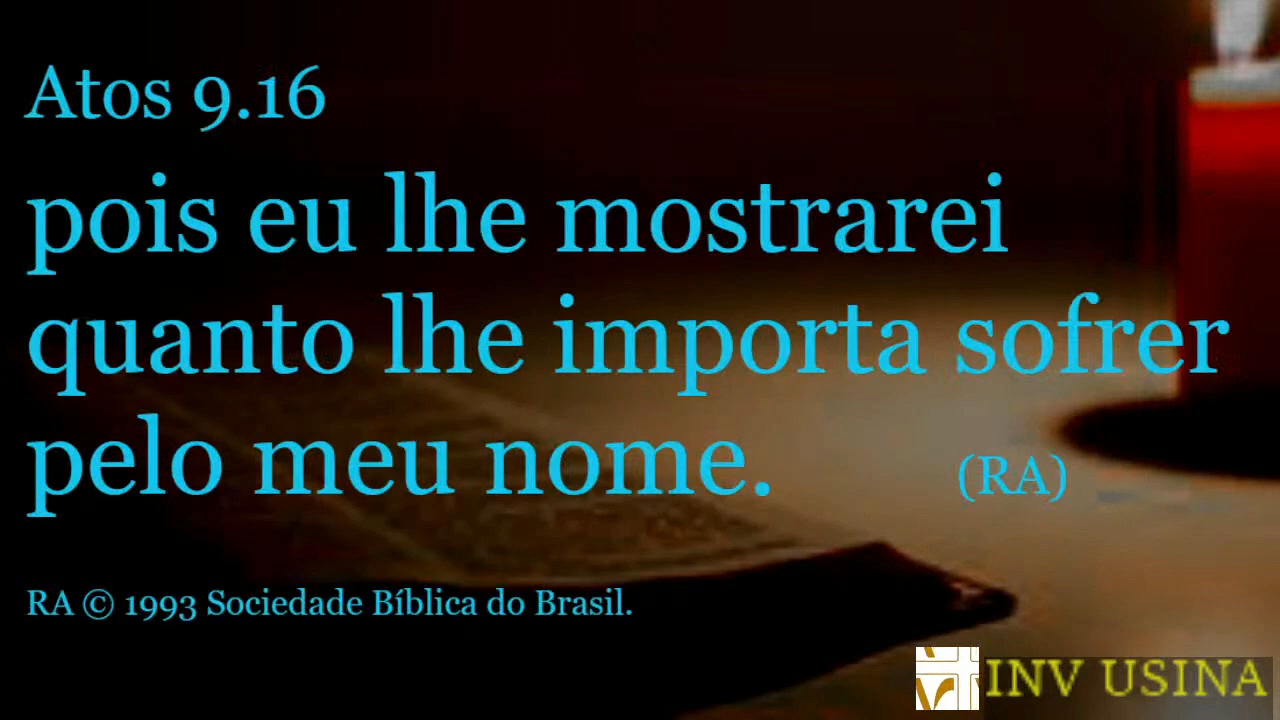 Atos 9.16
pois eu lhe mostrarei
quanto lhe importa sofrer
pelo meu nome. (RA)
RA © 1993 Sociedade Bíblica do Brasil.
INV USINA